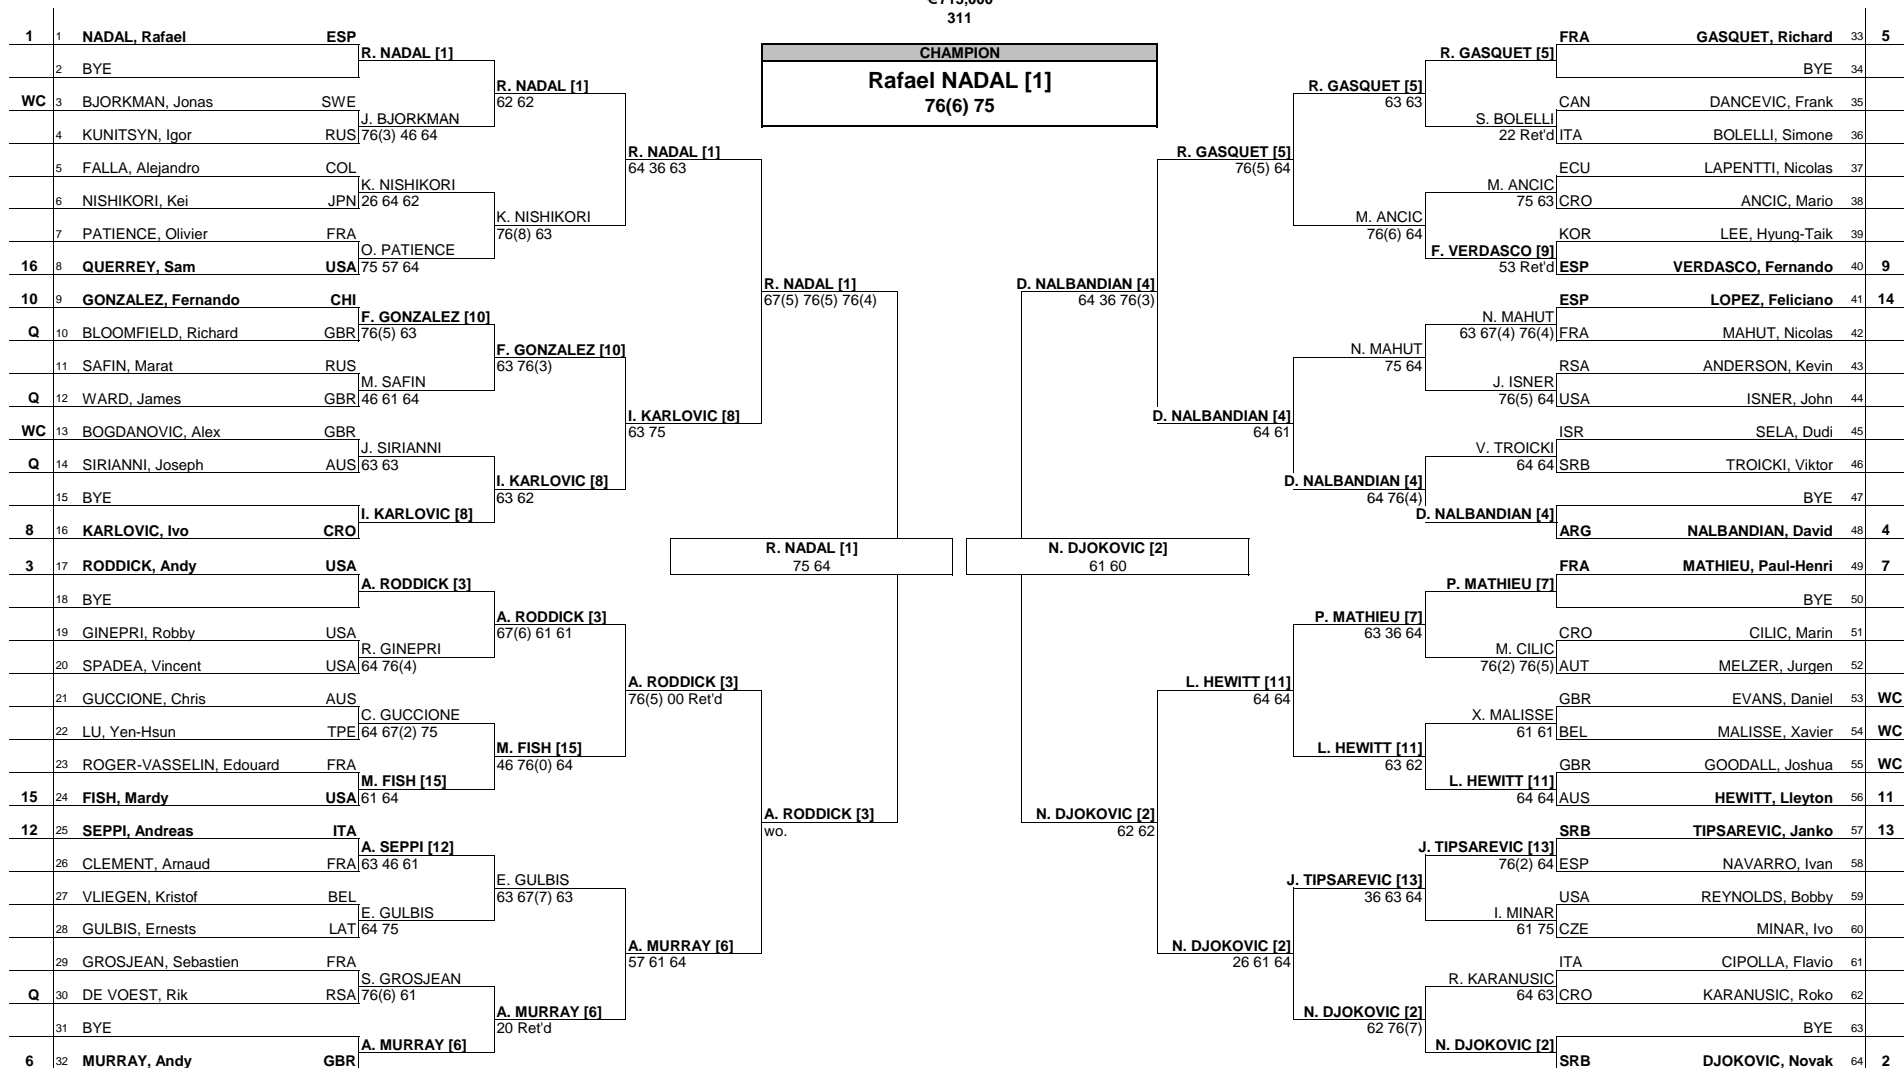 €713,000
311
CHAMPION
Rafael NADAL [1]
76(6) 75
1 1 NADAL, Rafael ESP
2 BYE
WC 3 BJORKMAN, Jonas SWE
4 KUNITSYN, Igor RUS
5 FALLA, Alejandro COL
6 NISHIKORI, Kei JPN
7 PATIENCE, Olivier FRA
16 8 QUERREY, Sam USA
10 9 GONZALEZ, Fernando CHI
Q 10 BLOOMFIELD, Richard GBR
11 SAFIN, Marat RUS
Q 12 WARD, James GBR
WC 13 BOGDANOVIC, Alex GBR
Q 14 SIRIANNI, Joseph AUS
15 BYE
8 16 KARLOVIC, Ivo CRO
3 17 RODDICK, Andy USA
18 BYE
19 GINEPRI, Robby USA
20 SPADEA, Vincent USA
21 GUCCIONE, Chris AUS
22 LU, Yen-Hsun TPE
23 ROGER-VASSELIN, Edouard FRA
15 24 FISH, Mardy USA
12 25 SEPPI, Andreas ITA
26 CLEMENT, Arnaud FRA
27 VLIEGEN, Kristof BEL
28 GULBIS, Ernests LAT
29 GROSJEAN, Sebastien FRA
Q 30 DE VOEST, Rik RSA
31 BYE
6 32 MURRAY, Andy GBR
R. NADAL [1]
J. BJORKMAN
76(3) 46 64
K. NISHIKORI
26 64 62
O. PATIENCE
75 57 64
F. GONZALEZ [10]
76(5) 63
M. SAFIN
46 61 64
J. SIRIANNI
63 63
I. KARLOVIC [8]
A. RODDICK [3]
R. GINEPRI
64 76(4)
C. GUCCIONE
64 67(2) 75
M. FISH [15]
61 64
A. SEPPI [12]
63 46 61
E. GULBIS
64 75
S. GROSJEAN
76(6) 61
A. MURRAY [6]
R. NADAL [1]
62 62
K. NISHIKORI
76(8) 63
F. GONZALEZ [10]
63 76(3)
I. KARLOVIC [8]
63 62
A. RODDICK [3]
67(6) 61 61
M. FISH [15]
46 76(0) 64
E. GULBIS
63 67(7) 63
A. MURRAY [6]
20 Ret'd
R. NADAL [1]
64 36 63
I. KARLOVIC [8]
63 75
A. RODDICK [3]
76(5) 00 Ret'd
A. MURRAY [6]
57 61 64
R. NADAL [1]
67(5) 76(5) 76(4)
A. RODDICK [3]
wo.
R. NADAL [1]
75 64
N. DJOKOVIC [2]
61 60
D. NALBANDIAN [4]
64 36 76(3)
N. DJOKOVIC [2]
62 62
R. GASQUET [5]
76(5) 64
D. NALBANDIAN [4]
64 61
L. HEWITT [11]
64 64
N. DJOKOVIC [2]
26 61 64
R. GASQUET [5]
63 63
M. ANCIC
76(6) 64
N. MAHUT
75 64
D. NALBANDIAN [4]
64 76(4)
P. MATHIEU [7]
63 36 64
L. HEWITT [11]
63 62
J. TIPSAREVIC [13]
36 63 64
N. DJOKOVIC [2]
62 76(7)
R. GASQUET [5]
S. BOLELLI
22 Ret'd
M. ANCIC
75 63
F. VERDASCO [9]
53 Ret'd
N. MAHUT
63 67(4) 76(4)
J. ISNER
76(5) 64
V. TROICKI
64 64
D. NALBANDIAN [4]
P. MATHIEU [7]
M. CILIC
76(2) 76(5)
X. MALISSE
61 61
L. HEWITT [11]
64 64
J. TIPSAREVIC [13]
76(2) 64
I. MINAR
61 75
R. KARANUSIC
64 63
N. DJOKOVIC [2]
FRA GASQUET, Richard 33 5
BYE 34
CAN DANCEVIC, Frank 35
ITA BOLELLI, Simone 36
ECU LAPENTTI, Nicolas 37
CRO ANCIC, Mario 38
KOR LEE, Hyung-Taik 39
ESP VERDASCO, Fernando 40 9
ESP LOPEZ, Feliciano 41 14
FRA MAHUT, Nicolas 42
RSA ANDERSON, Kevin 43
USA ISNER, John 44
ISR SELA, Dudi 45
SRB TROICKI, Viktor 46
BYE 47
ARG NALBANDIAN, David 48 4
FRA MATHIEU, Paul-Henri 49 7
BYE 50
CRO CILIC, Marin 51
AUT MELZER, Jurgen 52
GBR EVANS, Daniel 53 WC
BEL MALISSE, Xavier 54 WC
GBR GOODALL, Joshua 55 WC
AUS HEWITT, Lleyton 56 11
SRB TIPSAREVIC, Janko 57 13
ESP NAVARRO, Ivan 58
USA REYNOLDS, Bobby 59
CZE MINAR, Ivo 60
ITA CIPOLLA, Flavio 61
CRO KARANUSIC, Roko 62
BYE 63
SRB DJOKOVIC, Novak 64 2